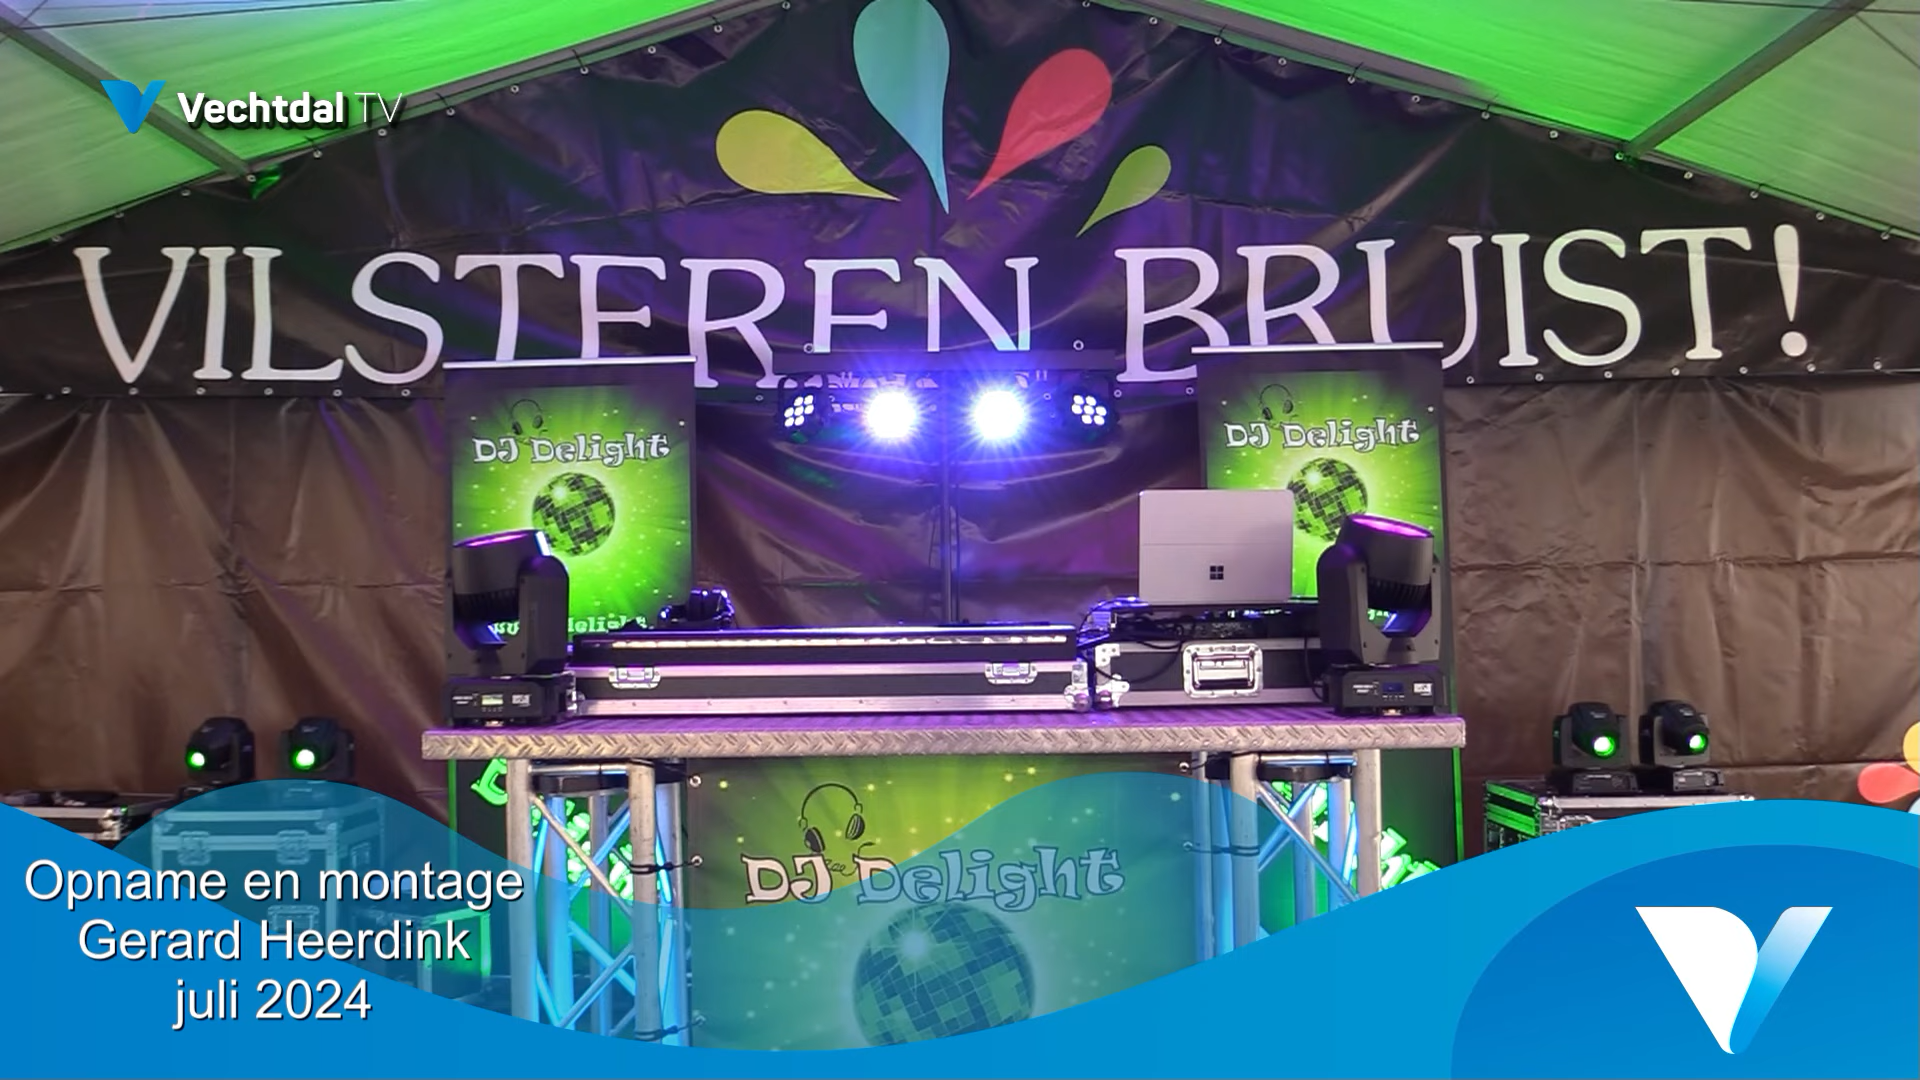 Vechtdal TV
VILSTEREN BRUIST!
DJ Delight
DJ Delight
DJ Delight
Opname en montage
Gerard Heerdink
juli 2024